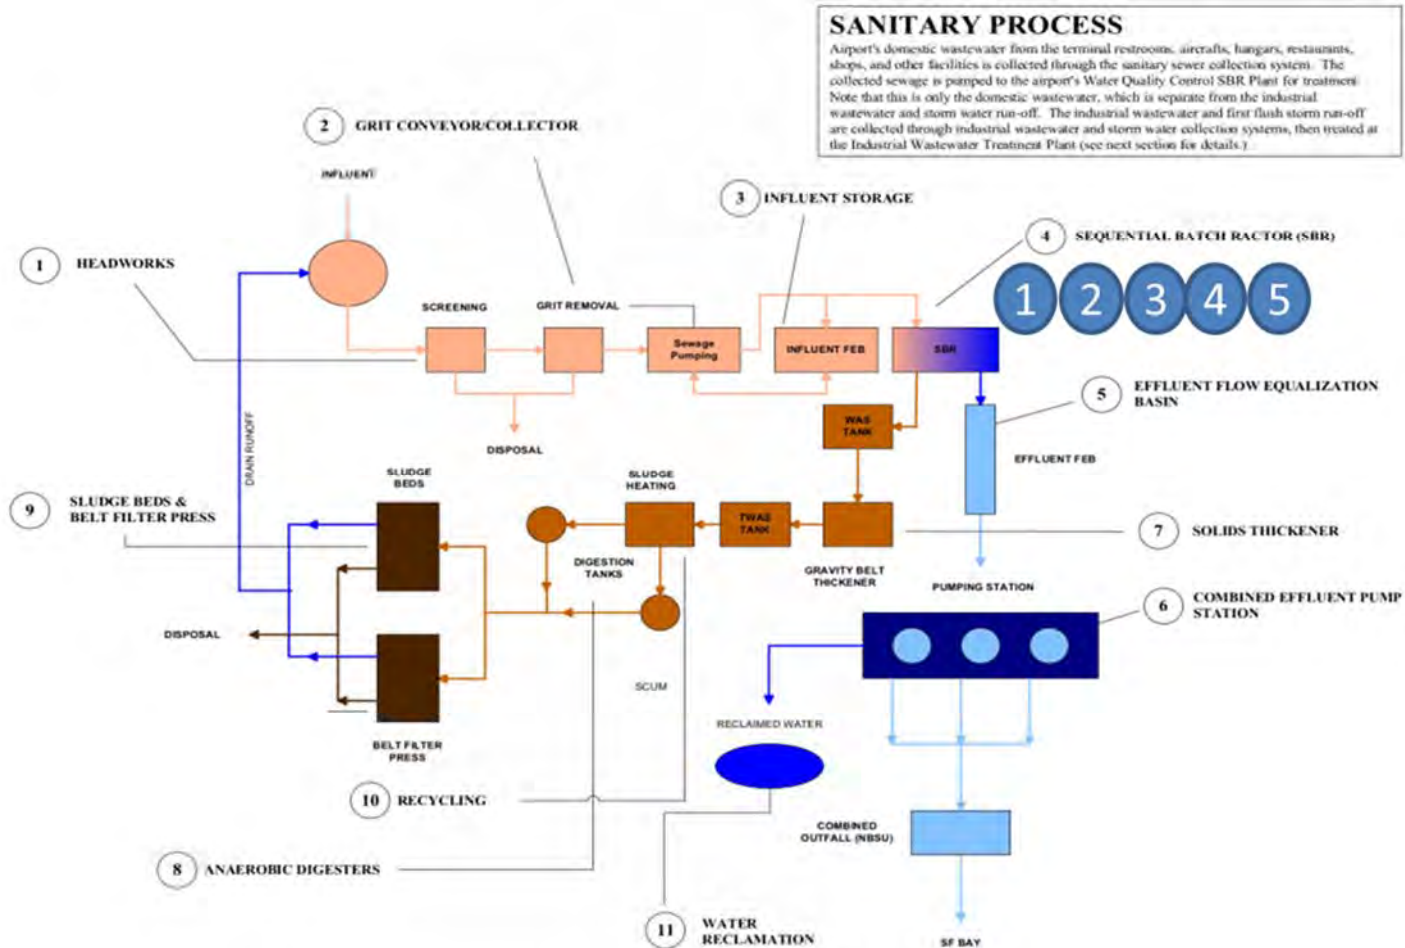 SANITARY PROCESS
Airport's domestic wastewater from the terminal restrooms, aircrafts, hangars, restaurants,
shops, and other facilities is collected through the sanitary sewer collection system. The
collected sewage is pumped to the airport's Water Quality Control SBR Plant for treatment
Note that this is only the domestic wastewater, which is separate from the industrial
wastewater and storm water run-off. The industrial wastewater and first flush storm run-off
are collected through industrial wastewater and storm water collection systems, then treated at
the Industrial Wastewater Treatment Plant (see next section for details.)
2 GRIT CONVEYOR/COLLECTOR
INFLUENT
3 INFLUENT STORAGE
4 SEQUENTIAL BATCH RACTOR (SBR)
1 HEADWORKS
1 2 3 4 5
SCREENING
GRIT REMOVAL
Sewage
Pumping
INFLUENT FEB
SBR
5 EFFLUENT FLOW EQUALIZATION
BASIN
WAS
TANK
DRAIN RUNOFF
DISPOSAL
EFFLUENT FEB
SLUDGE
BEDS
SLUDGE
HEATING
9 SLUDGE BEDS &
BELT FILTER PRESS
TWAS
TANK
7 SOLIDS THICKENER
DIGESTION
TANKS
GRAVITY BELT
THICKENER
PUMPING STATION
6 COMBINED EFFLUENT PUMP
STATION
DISPOSAL
SCUM
RECLAIMED WATER
BELT FILTER
PRESS
10 RECYCLING
COMBINED
OUTFALL (NBSU)
8 ANAEROBIC DIGESTERS
11 WATER
RECLAMATION
SF BAY